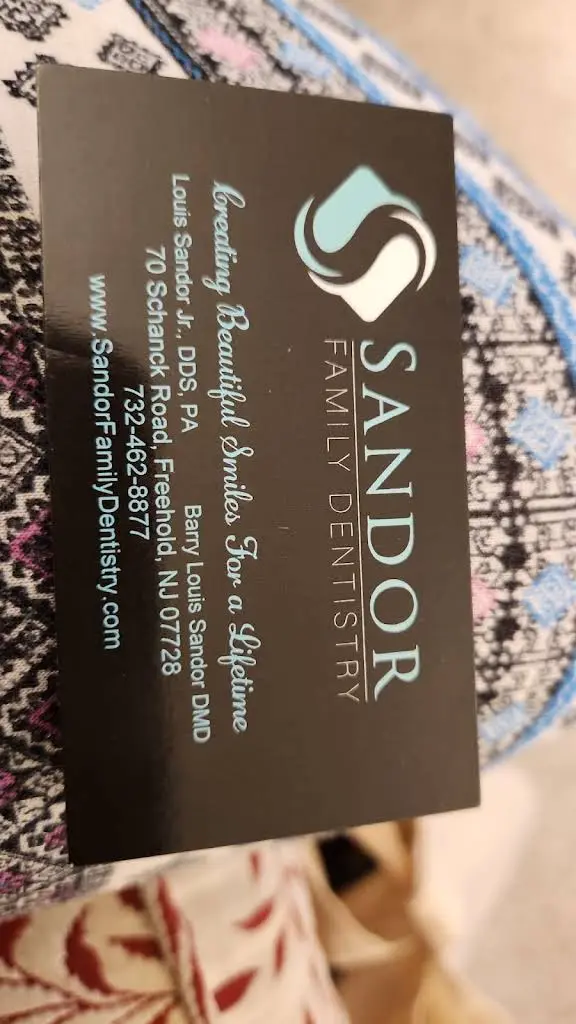 SANDOR
FAMILY DENTISTRY
Creating Beautiful Smiles For a Lifetime
Louis Sandor Jr., DDS, PA Barry Louis Sandor DMD
70 Schanck Road, Freehold, NJ 07728
732-462-8877
www.SandorFamilyDentistry.com